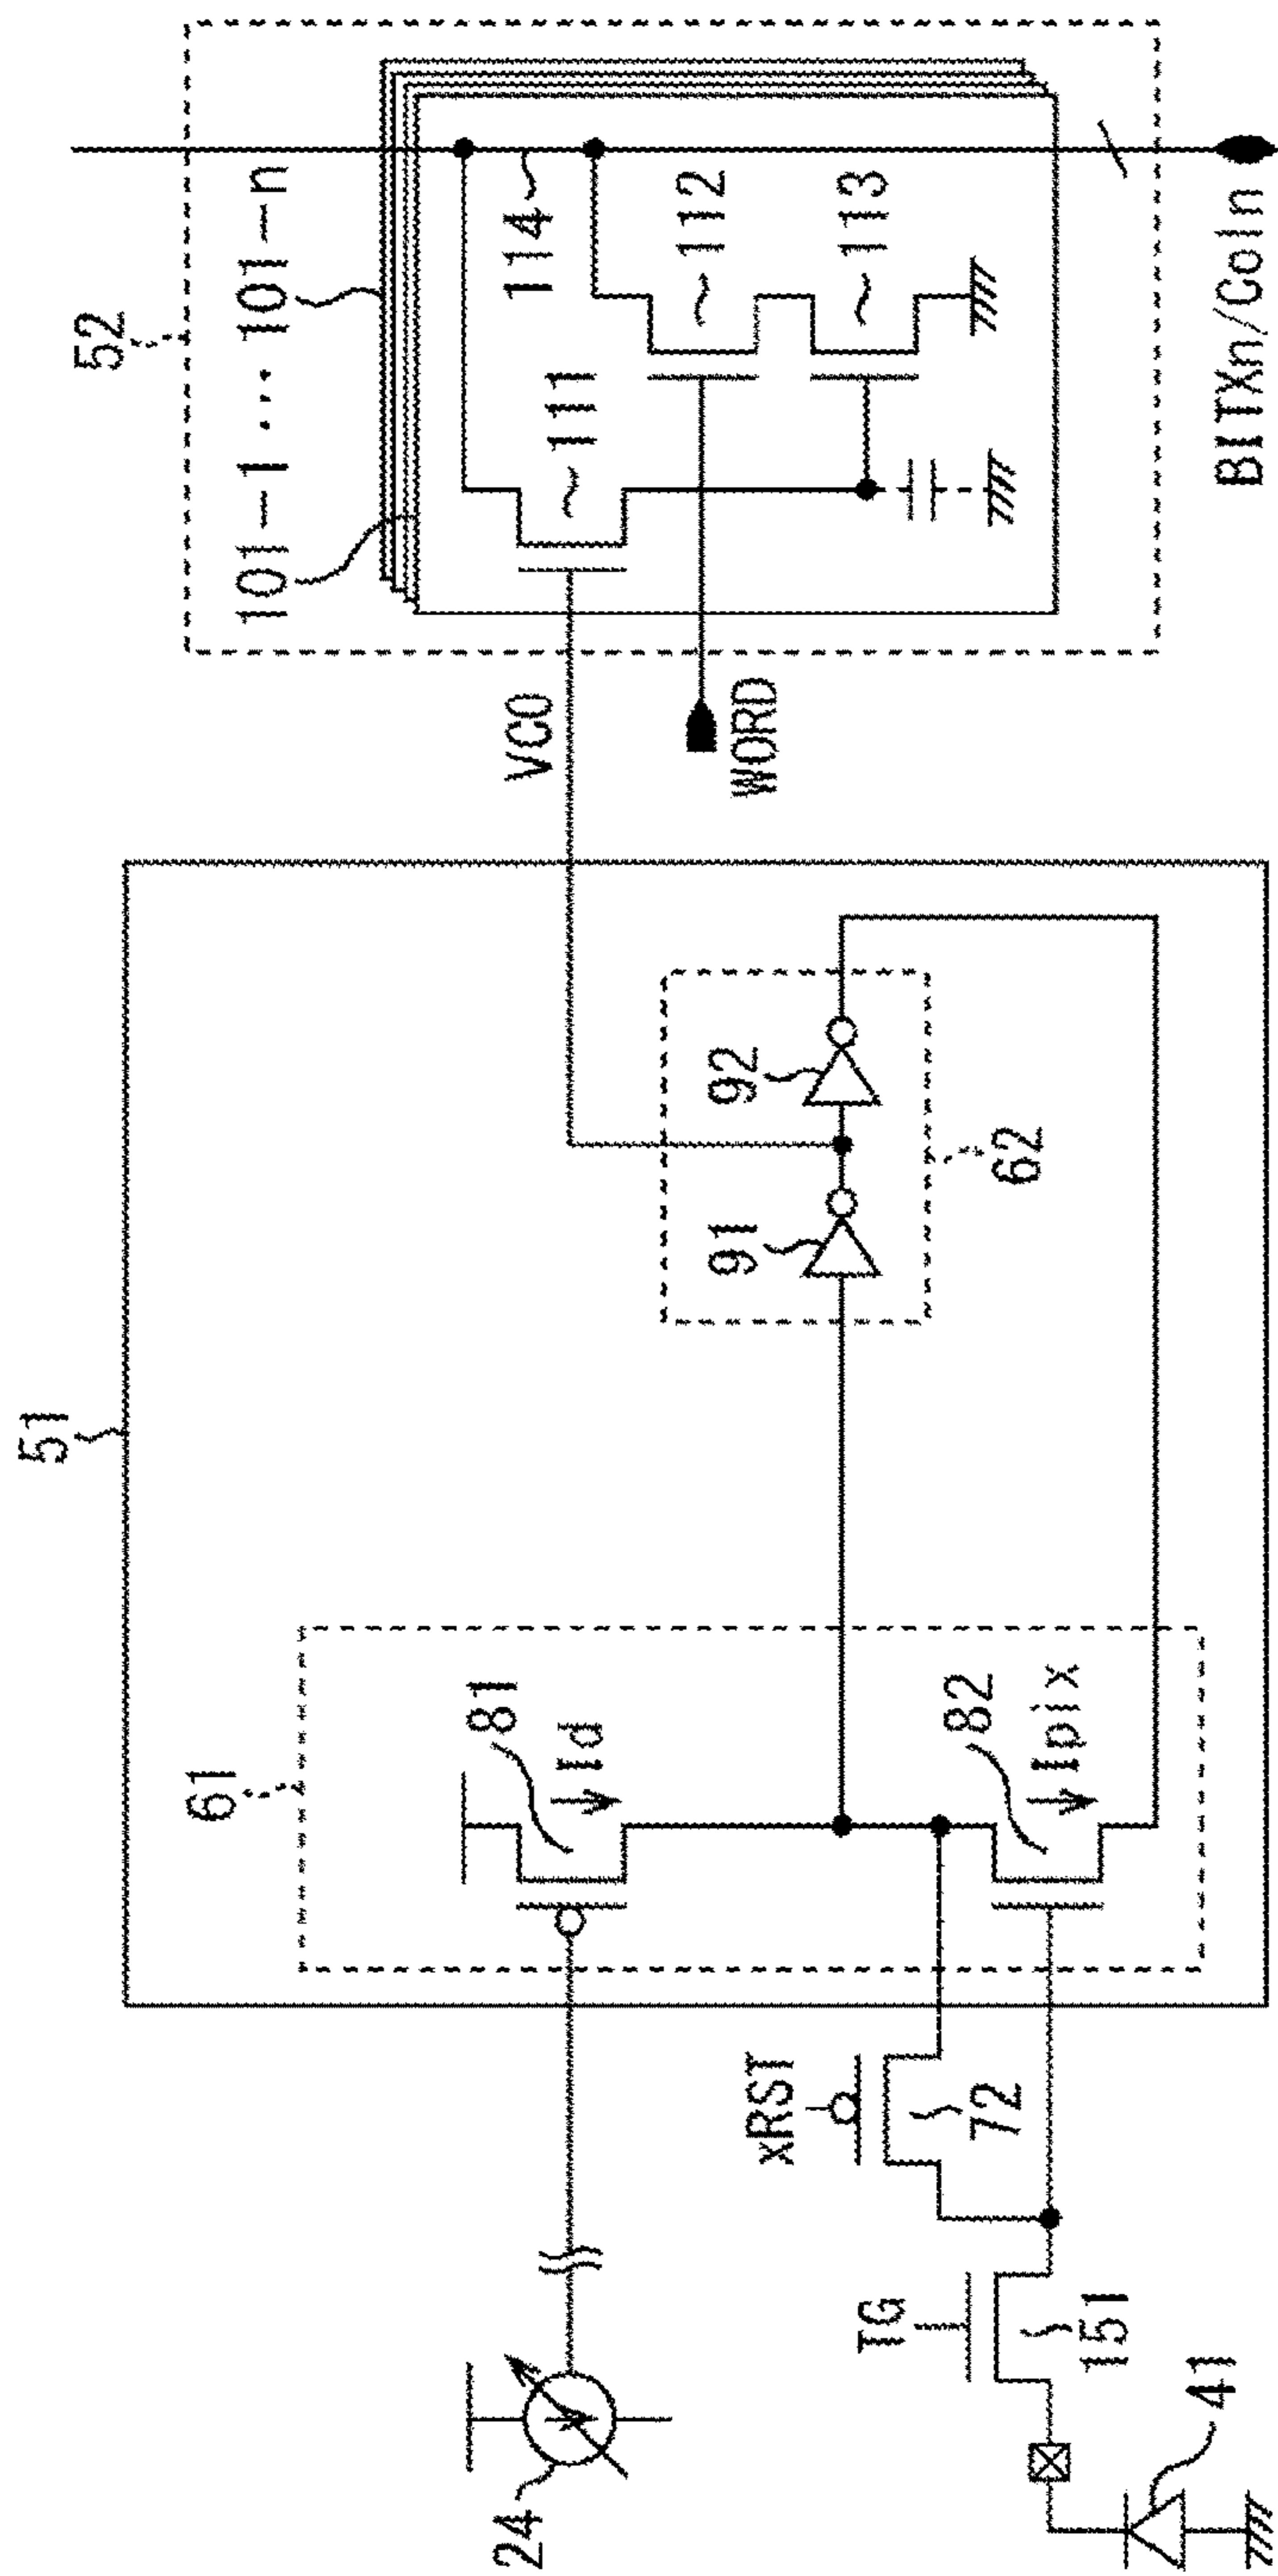 51
52
61
101-1...101-n
24
81
Id
VCO
114
111
112
113
91
92
WORD
xRST
TG
72
82
Ipix
62
151
41
BITXn/Coln